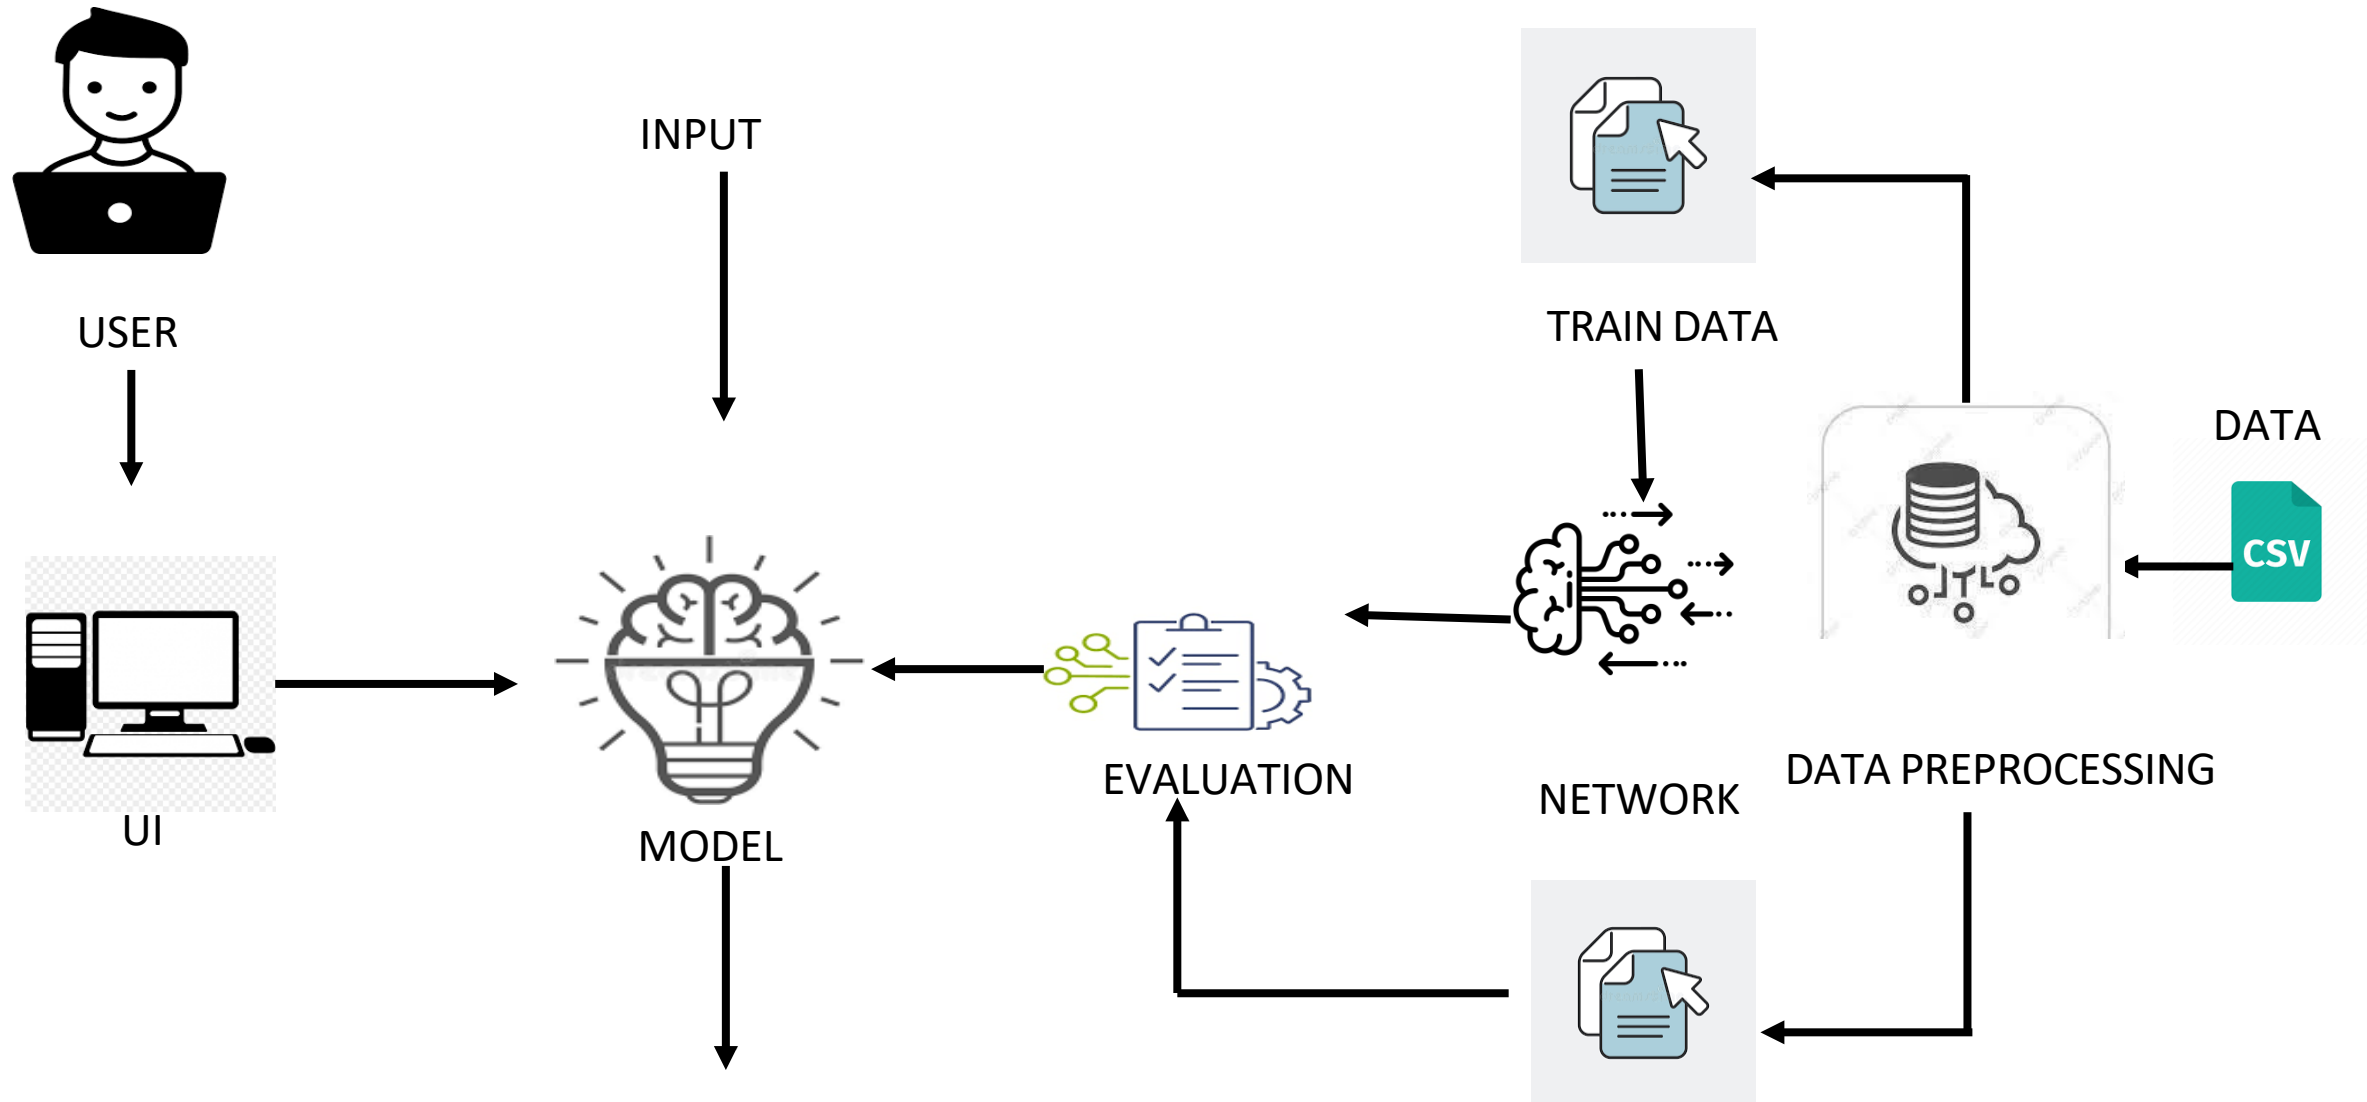 INPUT
USER
TRAIN DATA
DATA
CSV
EVALUATION
DATA PREPROCESSING
NETWORK
UI
MODEL